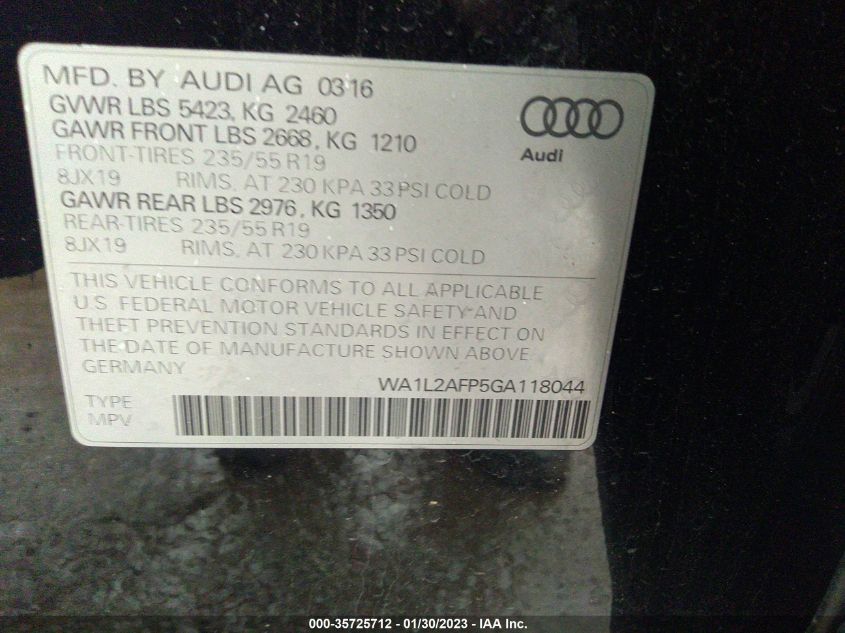 MFD. BY AUDI AG 0316
GVWR LBS 5423, KG 2460
GAWR FRONT LBS 2668, KG 1210
FRONT-TIRES 235/55 R19
8JX19 RIMS, AT 230 KPA 33 PSI COLD
GAWR REAR LBS 2976, KG 1350
REAR-TIRES 235/55 R19
8JX19 RIMS, AT 230 KPA 33 PSI COLD
Audi
THIS VEHICLE CONFORMS TO ALL APPLICABLE
U.S. FEDERAL MOTOR VEHICLE SAFETY AND
THEFT PREVENTION STANDARDS IN EFFECT ON
THE DATE OF MANUFACTURE SHOWN ABOVE
GERMANY
WA1L2AFP5GA118044
TYPE
MPV
000-35725712 - 01/30/2023 - IAA Inc.